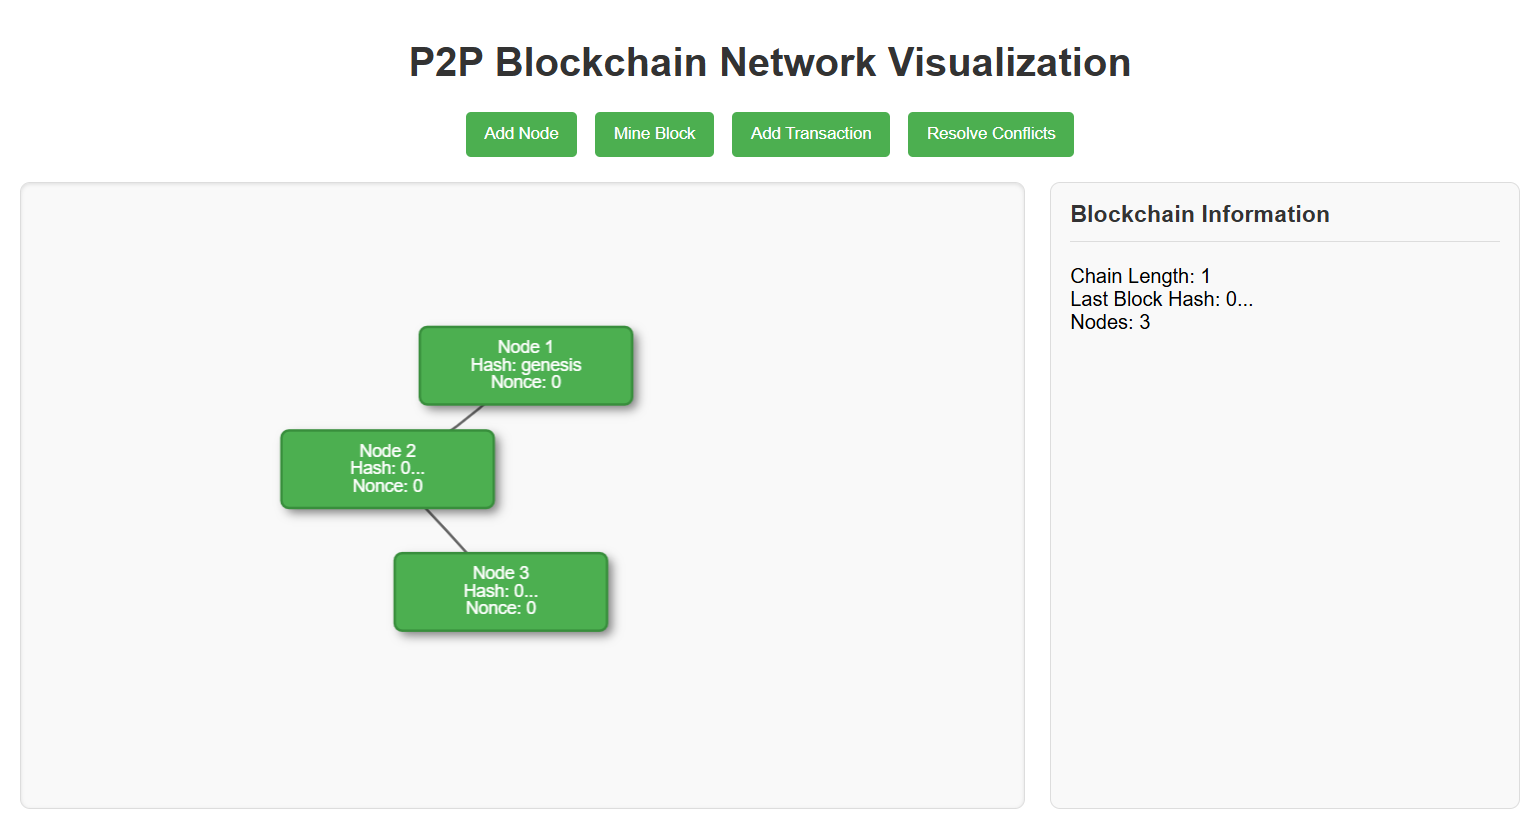 P2P Blockchain Network Visualization
Add Node
Mine Block
Add Transaction
Resolve Conflicts
Node 1
Hash: genesis
Nonce: 0
Node 2
Hash: 0...
Nonce: 0
Node 3
Hash: 0...
Nonce: 0
Blockchain Information
Chain Length: 1
Last Block Hash: 0...
Nodes: 3